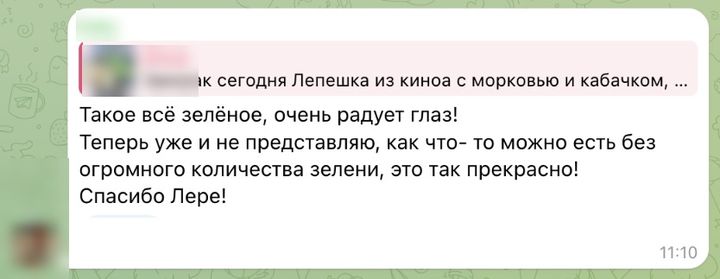 ак сегодня Лепешка из киноа с морковью и кабачком, ...
Такое всё зелёное, очень радует глаз!
Теперь уже и не представляю, как что- то можно есть без
огромного количества зелени, это так прекрасно!
Спасибо Лере!
11:10